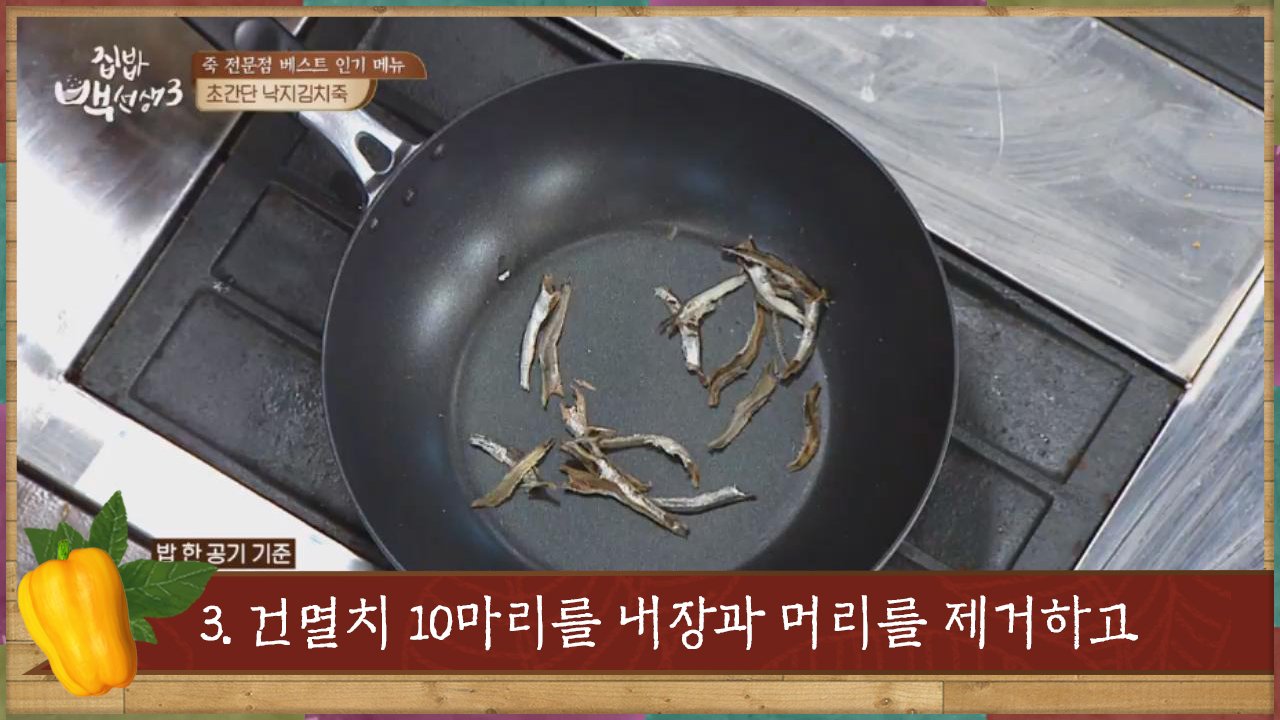 집밥
백선생3
죽 전문점 베스트 인기 메뉴
초간단 낙지김치죽
밥 한 공기 기준
3. 건멸치 10마리를 내장과 머리를 제거하고